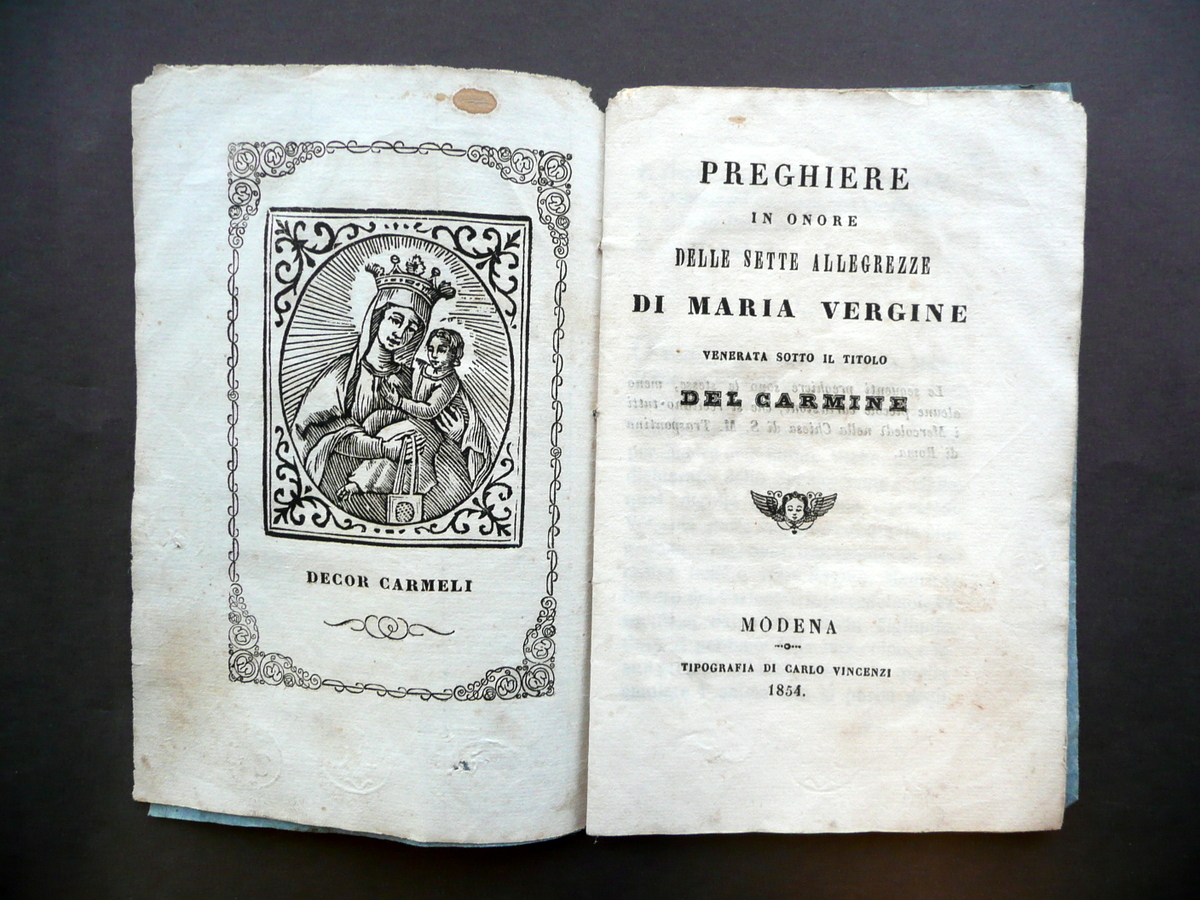 DECOR CARMELI
PREGHIERE
IN ONORE
DELLE SETTE ALLEGREZZE
DI MARIA VERGINE
VENERATA SOTTO IL TITOLO
DEL CARMINE
MODENA
TIPOGRAFIA DI CARLO VINCENZI
1854.